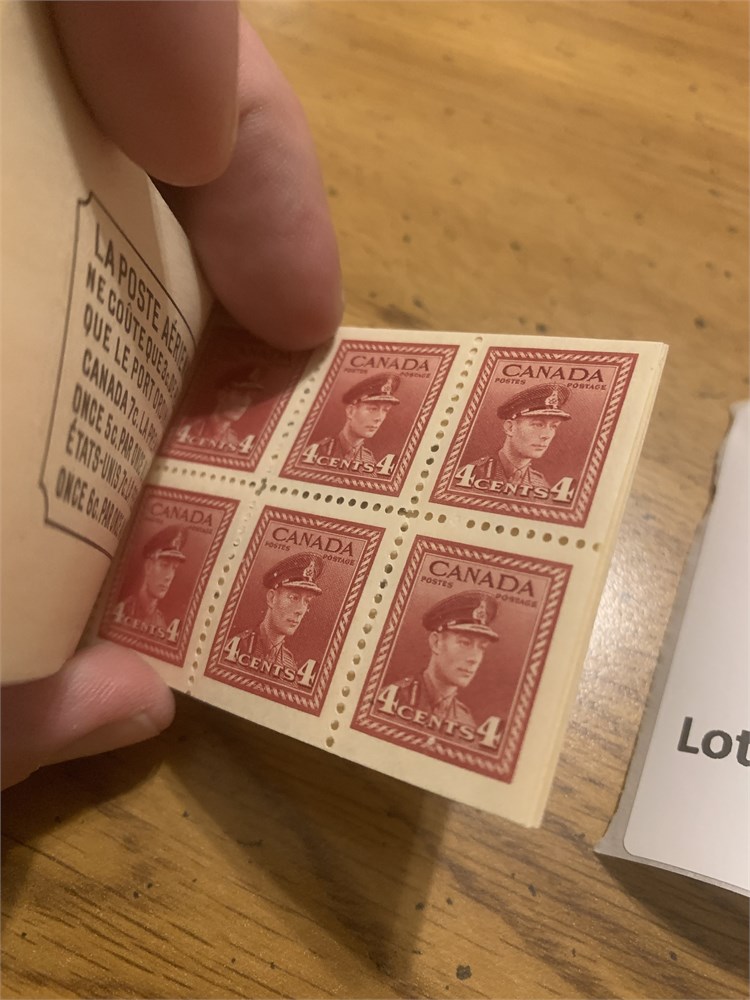 LA POSTE
NE COÛTE QUE
QUE LE PORT
CANADA 7c. LA
ONCE 5c. PAR
ÉTATS-UNIS 7c.
ONCE 6c. PAR
4 CENTS 4
CANADA
POSTES POSTAGE
4 CENTS 4
CANADA
POSTES POSTAGE
4 CENTS 4
CANADA
4 CENTS 4
CANADA
POSTES POSTAGE
4 CENTS 4
CANADA
POSTES POSTAGE
4 CENTS 4
Lot